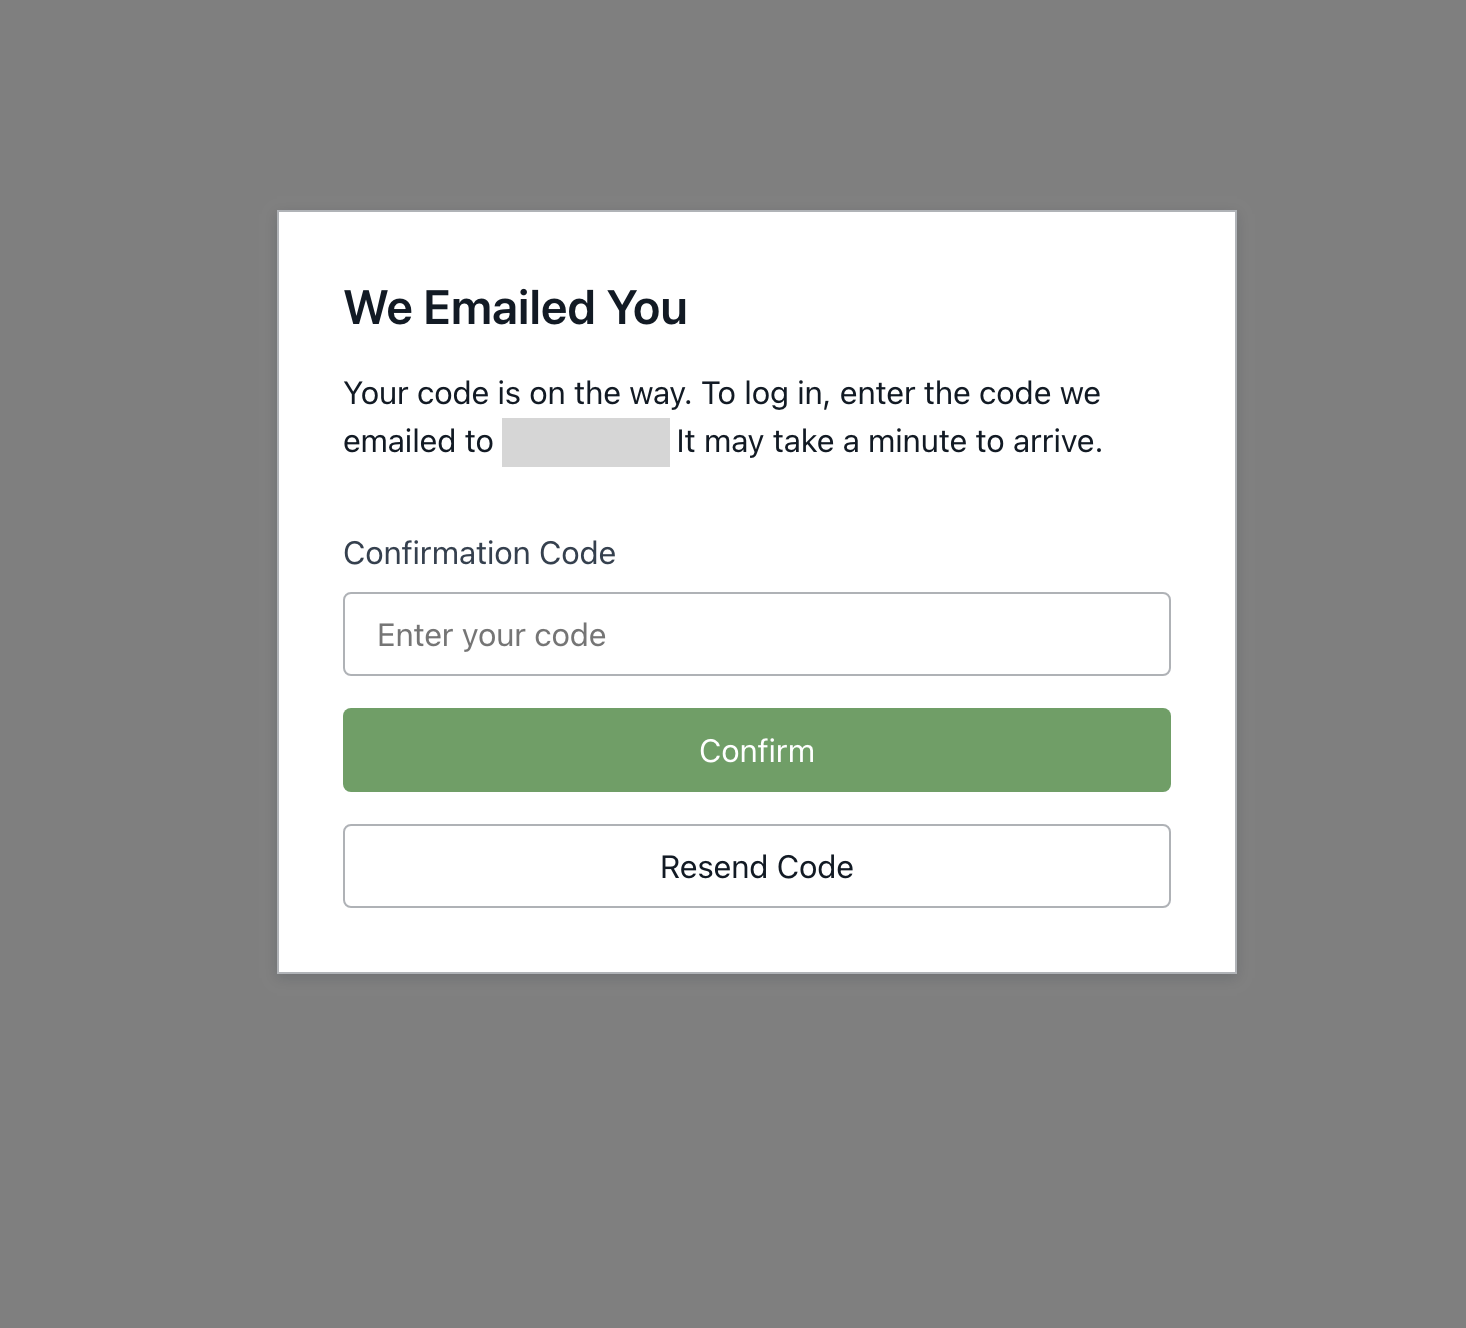 We Emailed You
Your code is on the way. To log in, enter the code we
emailed to It may take a minute to arrive.
Confirmation Code
Enter your code
Confirm
Resend Code